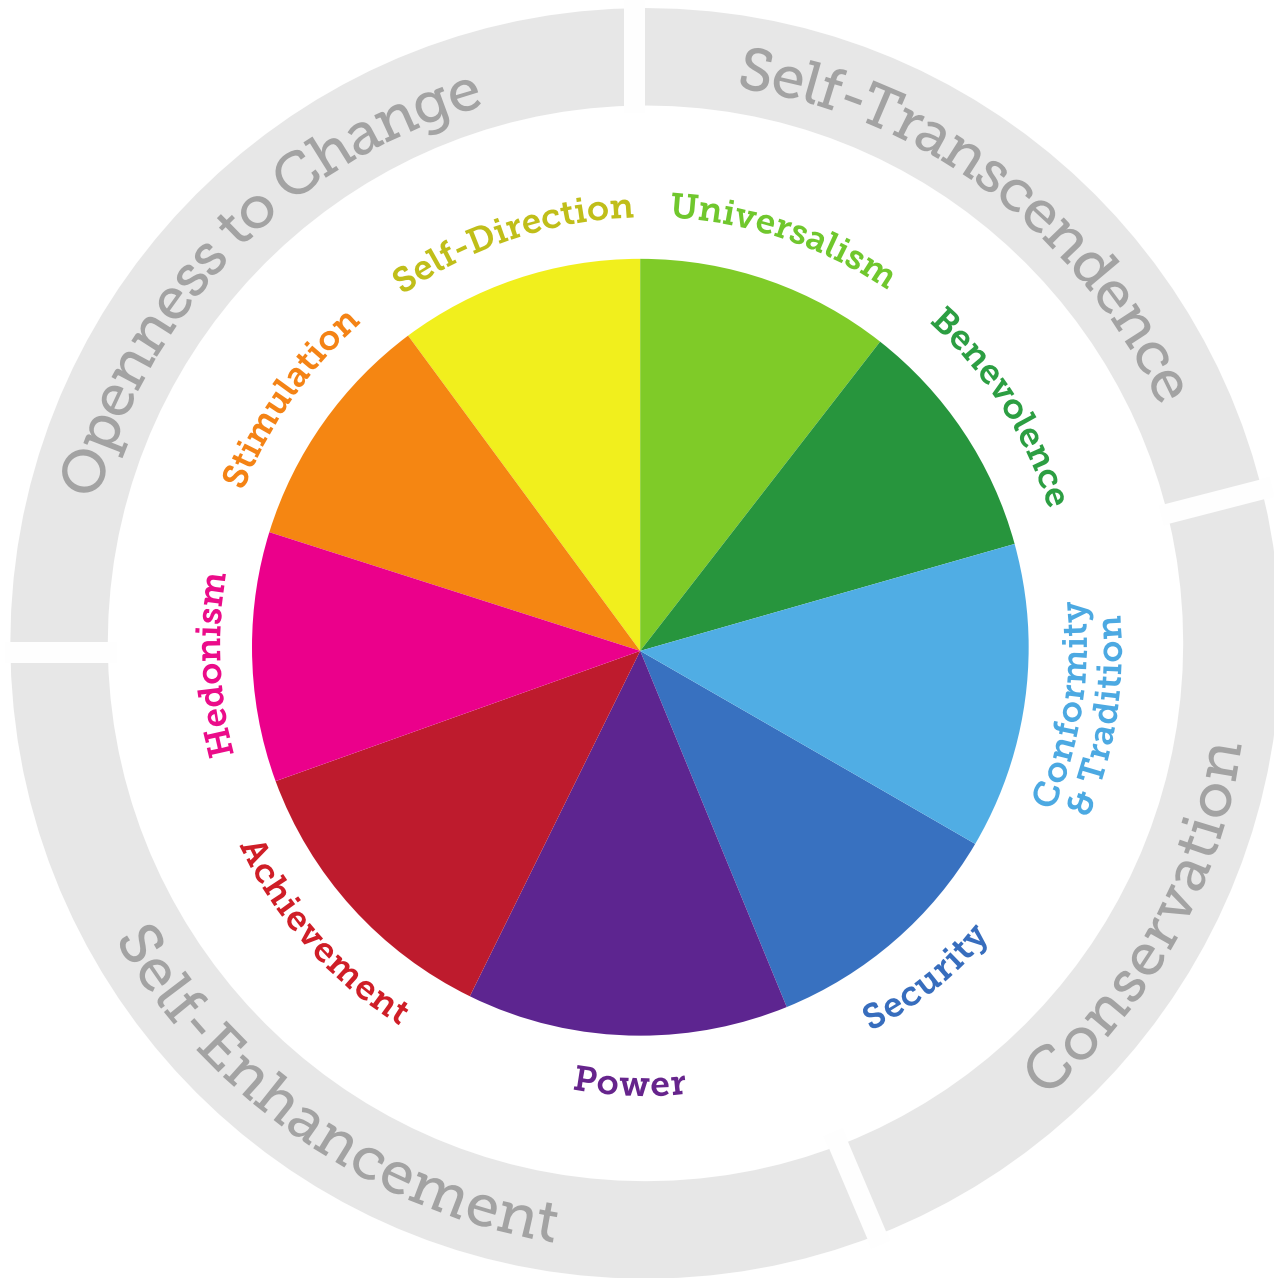 Openness to Change
Self-Transcendence
Conservation
Self-Enhancement
Self-Direction
Universalism
Benevolence
Conformity
& Tradition
Security
Power
Achievement
Hedonism
Stimulation